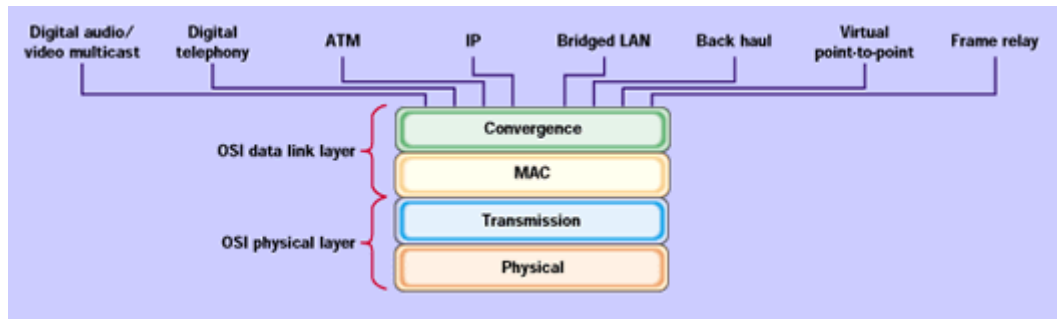 Digital audio/
video multicast
Digital
telephony
ATM
IP
Bridged LAN
Back haul
Virtual
point-to-point
Frame relay
Convergence
OSI data link layer
MAC
Transmission
OSI physical layer
Physical